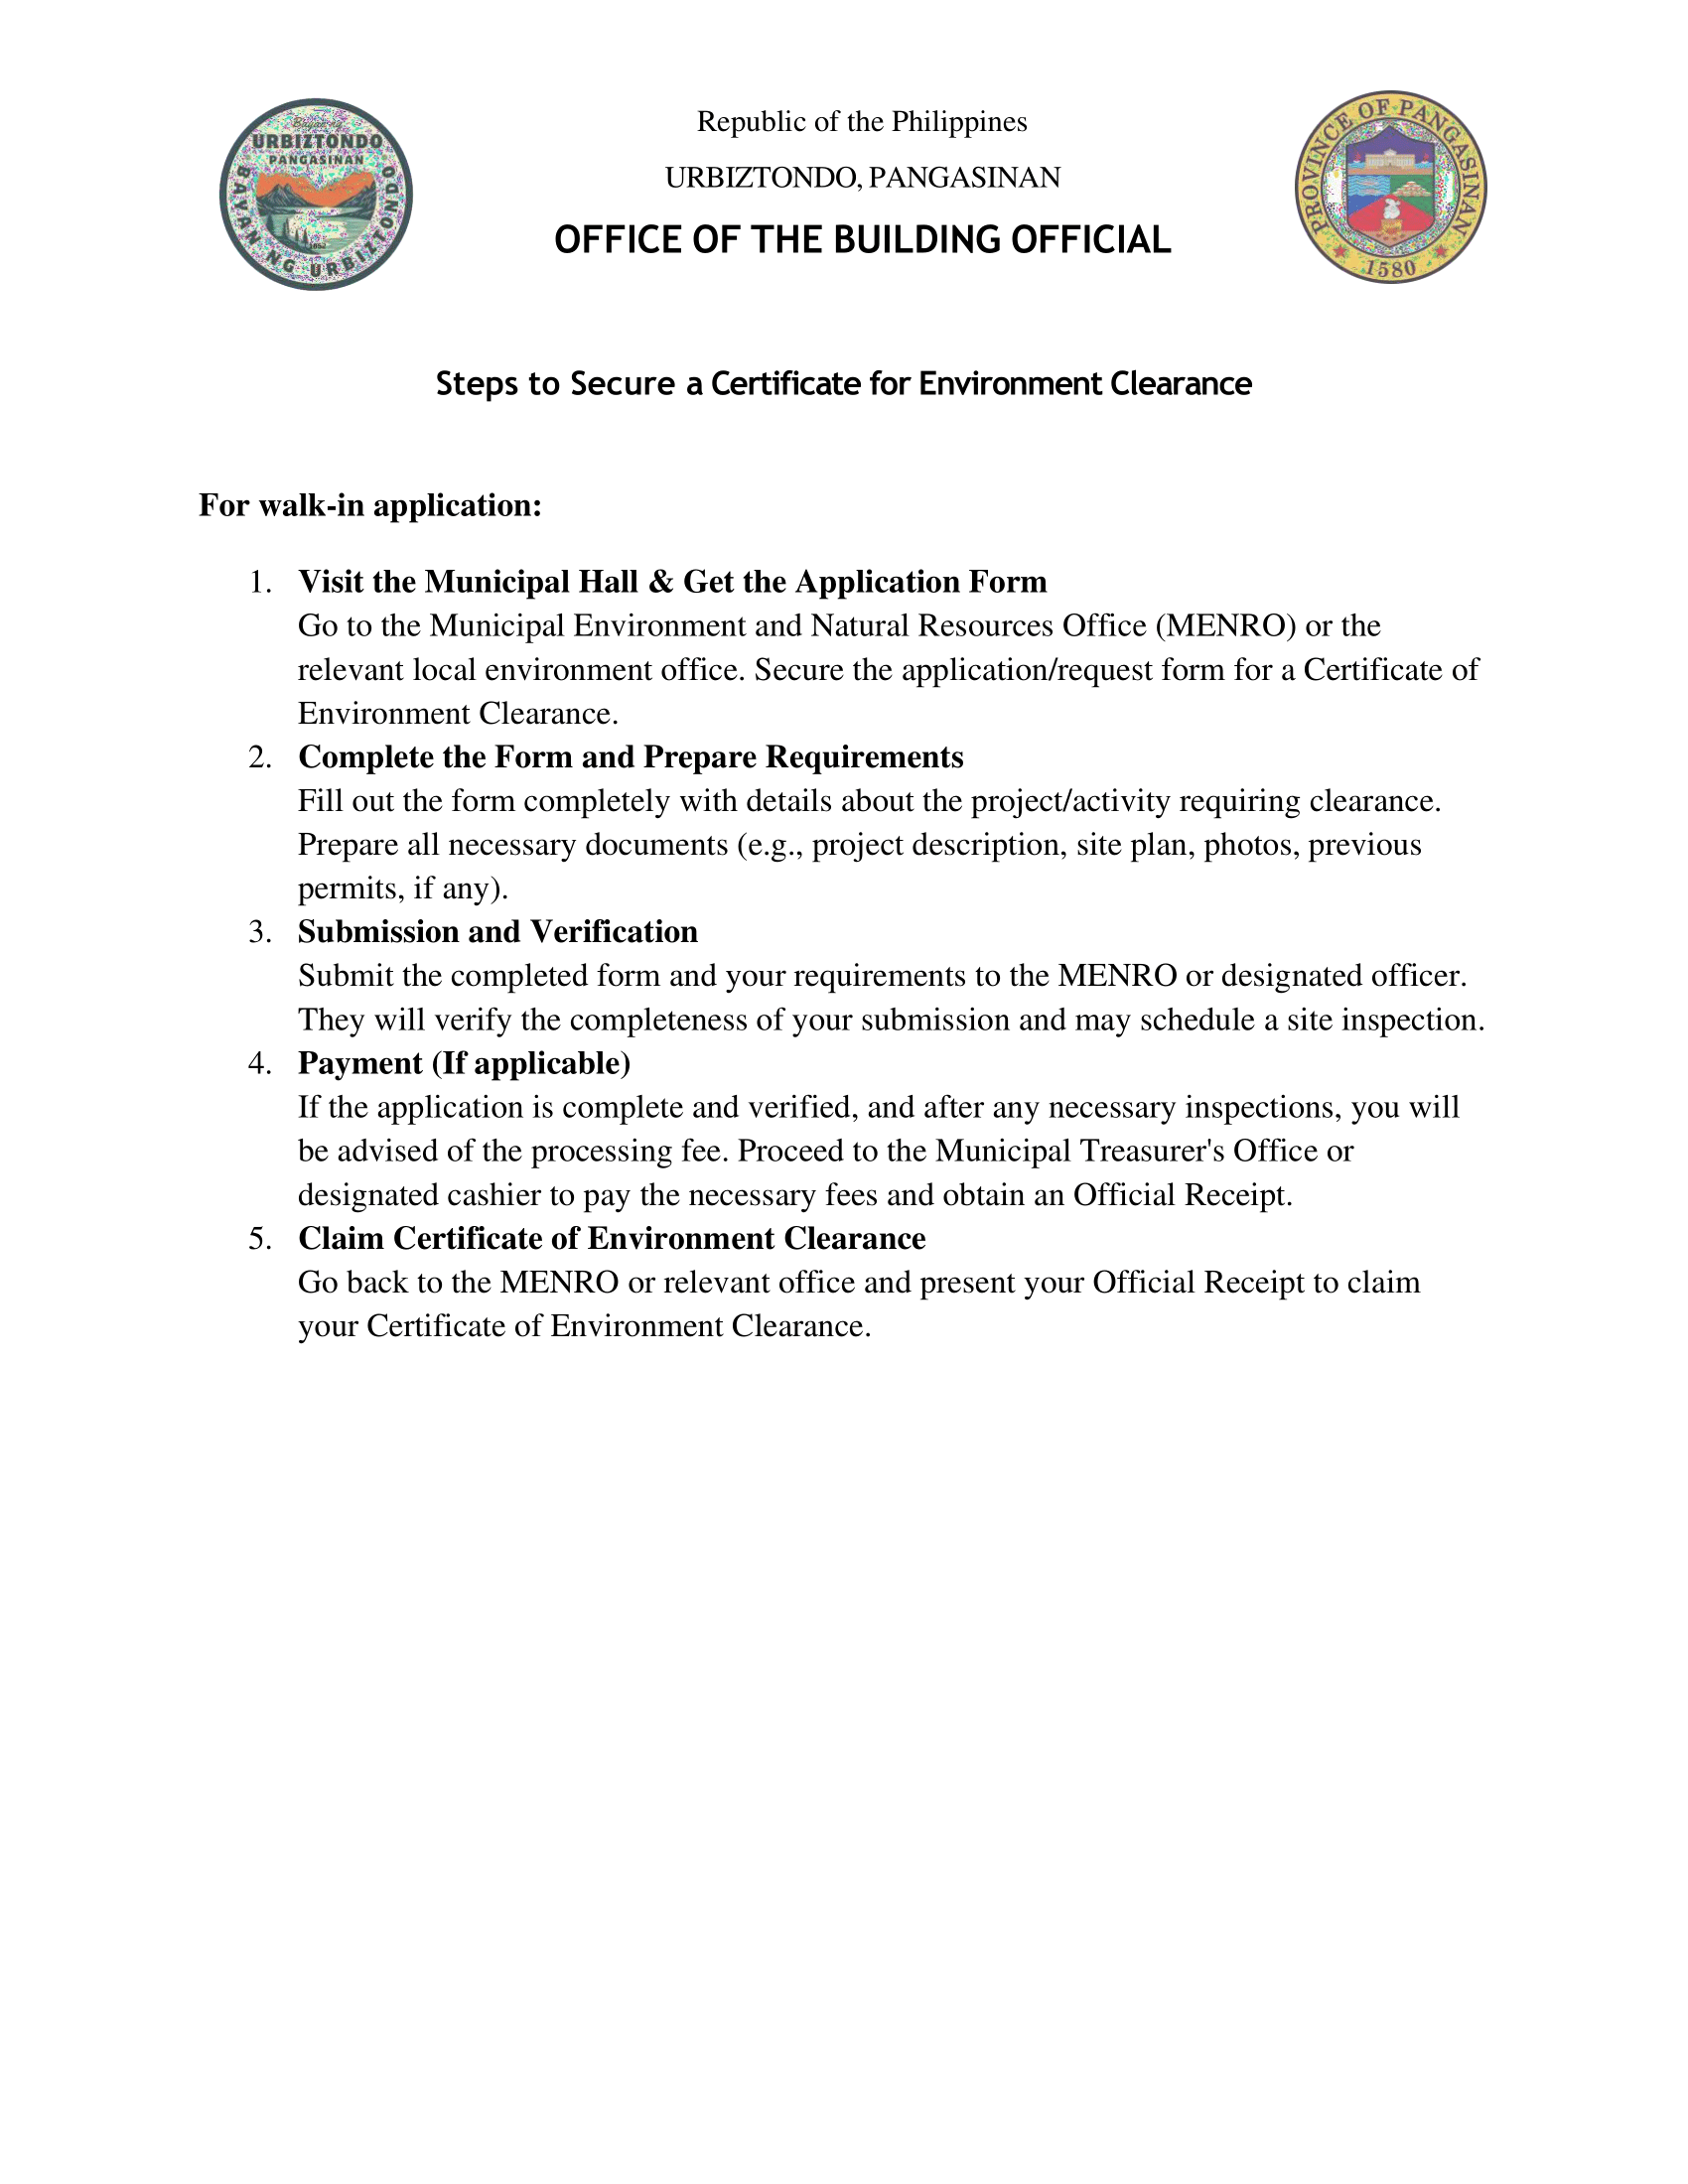 Bayan ng
URBIZTONDO
PANGASINAN
BAYAN NG URBIZTONDO
1852
Republic of the Philippines
URBIZTONDO, PANGASINAN
OFFICE OF THE BUILDING OFFICIAL
PROVINCE OF PANGASINAN
1580
Steps to Secure a Certificate for Environment Clearance
For walk-in application:
1. Visit the Municipal Hall & Get the Application Form
Go to the Municipal Environment and Natural Resources Office (MENRO) or the
relevant local environment office. Secure the application/request form for a Certificate of
Environment Clearance.
2. Complete the Form and Prepare Requirements
Fill out the form completely with details about the project/activity requiring clearance.
Prepare all necessary documents (e.g., project description, site plan, photos, previous
permits, if any).
3. Submission and Verification
Submit the completed form and your requirements to the MENRO or designated officer.
They will verify the completeness of your submission and may schedule a site inspection.
4. Payment (If applicable)
If the application is complete and verified, and after any necessary inspections, you will
be advised of the processing fee. Proceed to the Municipal Treasurer's Office or
designated cashier to pay the necessary fees and obtain an Official Receipt.
5. Claim Certificate of Environment Clearance
Go back to the MENRO or relevant office and present your Official Receipt to claim
your Certificate of Environment Clearance.